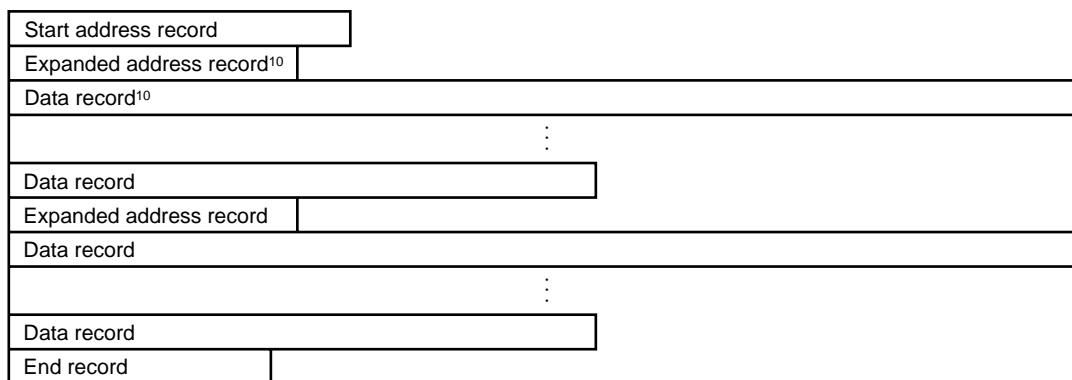 Start address record
Expanded address record¹⁰
Data record¹⁰
⋮
Data record
Expanded address record
Data record
⋮
Data record
End record